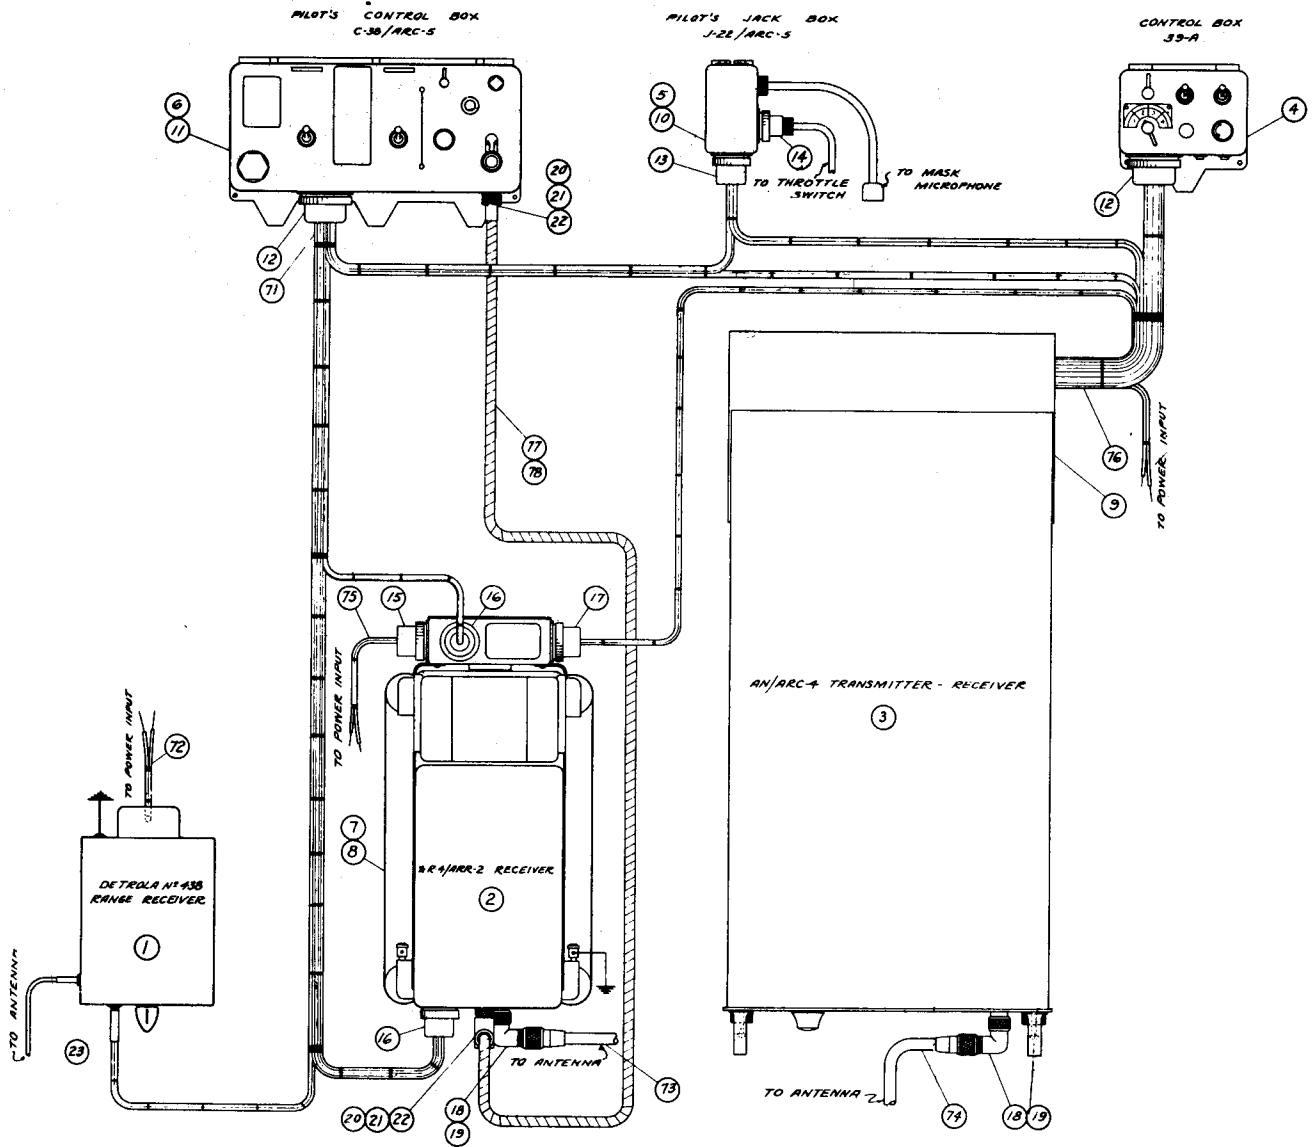 PILOT'S CONTROL BOX
C-38/ARC-5
PILOT'S JACK BOX
J-22/ARC-5
CONTROL BOX
39-A
6
11
5
10
4
13
14
TO THROTTLE
SWITCH
TO MASK
MICROPHONE
12
20
21
22
12
71
77
78
76
9
TO POWER INPUT
75
15
16
17
TO POWER INPUT
AN/ARC-4 TRANSMITTER - RECEIVER
3
TO POWER INPUT
72
7
8
R4/ARR-2 RECEIVER
2
DETROLA Nº 438
RANGE RECEIVER
1
TO ANTENNA
23
16
TO ANTENNA
73
20 21 22
18
19
TO ANTENNA
74
18 19